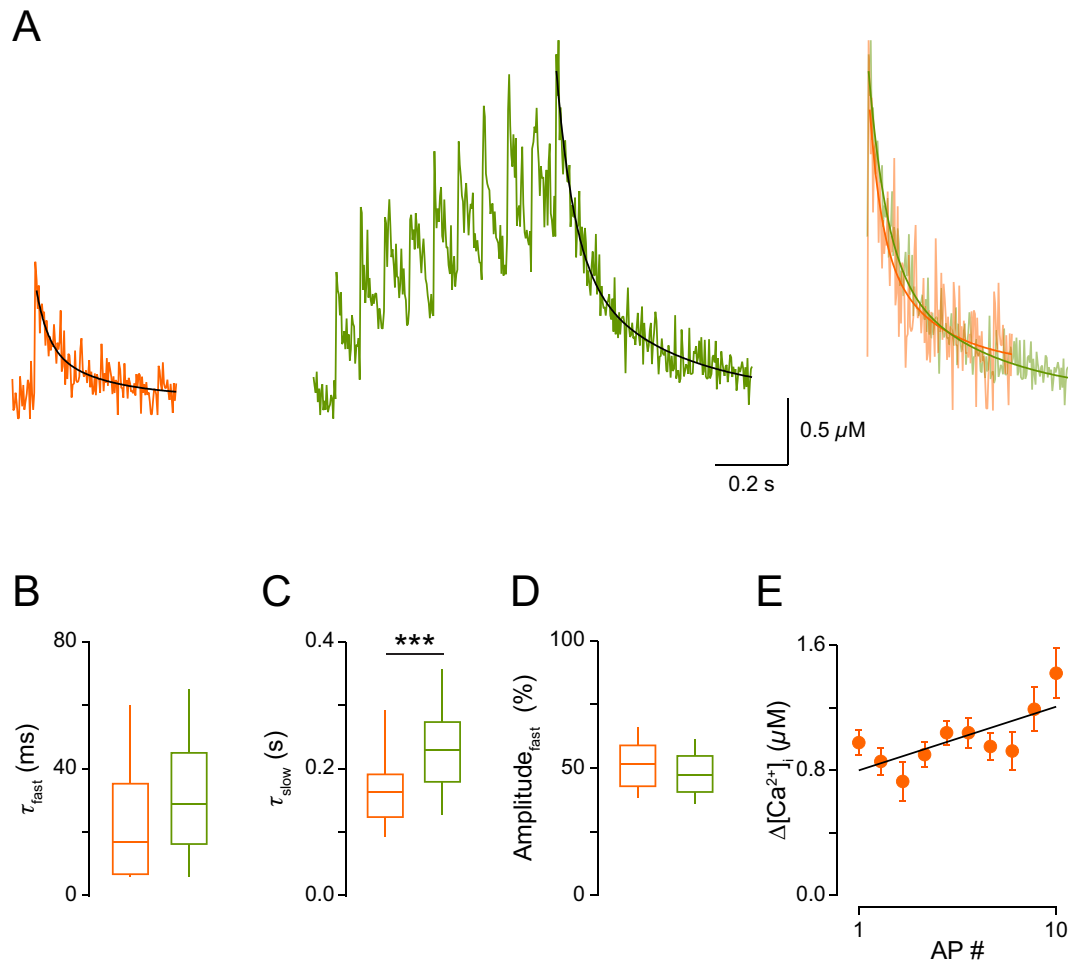 A
0.5 µM
0.2 s
B
C
D
E
80
40
0
τfast (ms)
0.4
0.2
0.0
τslow (s)
***
100
50
0
Amplitudefast (%)
1.6
0.8
0.0
Δ[Ca2+]i (µM)
1
10
AP #